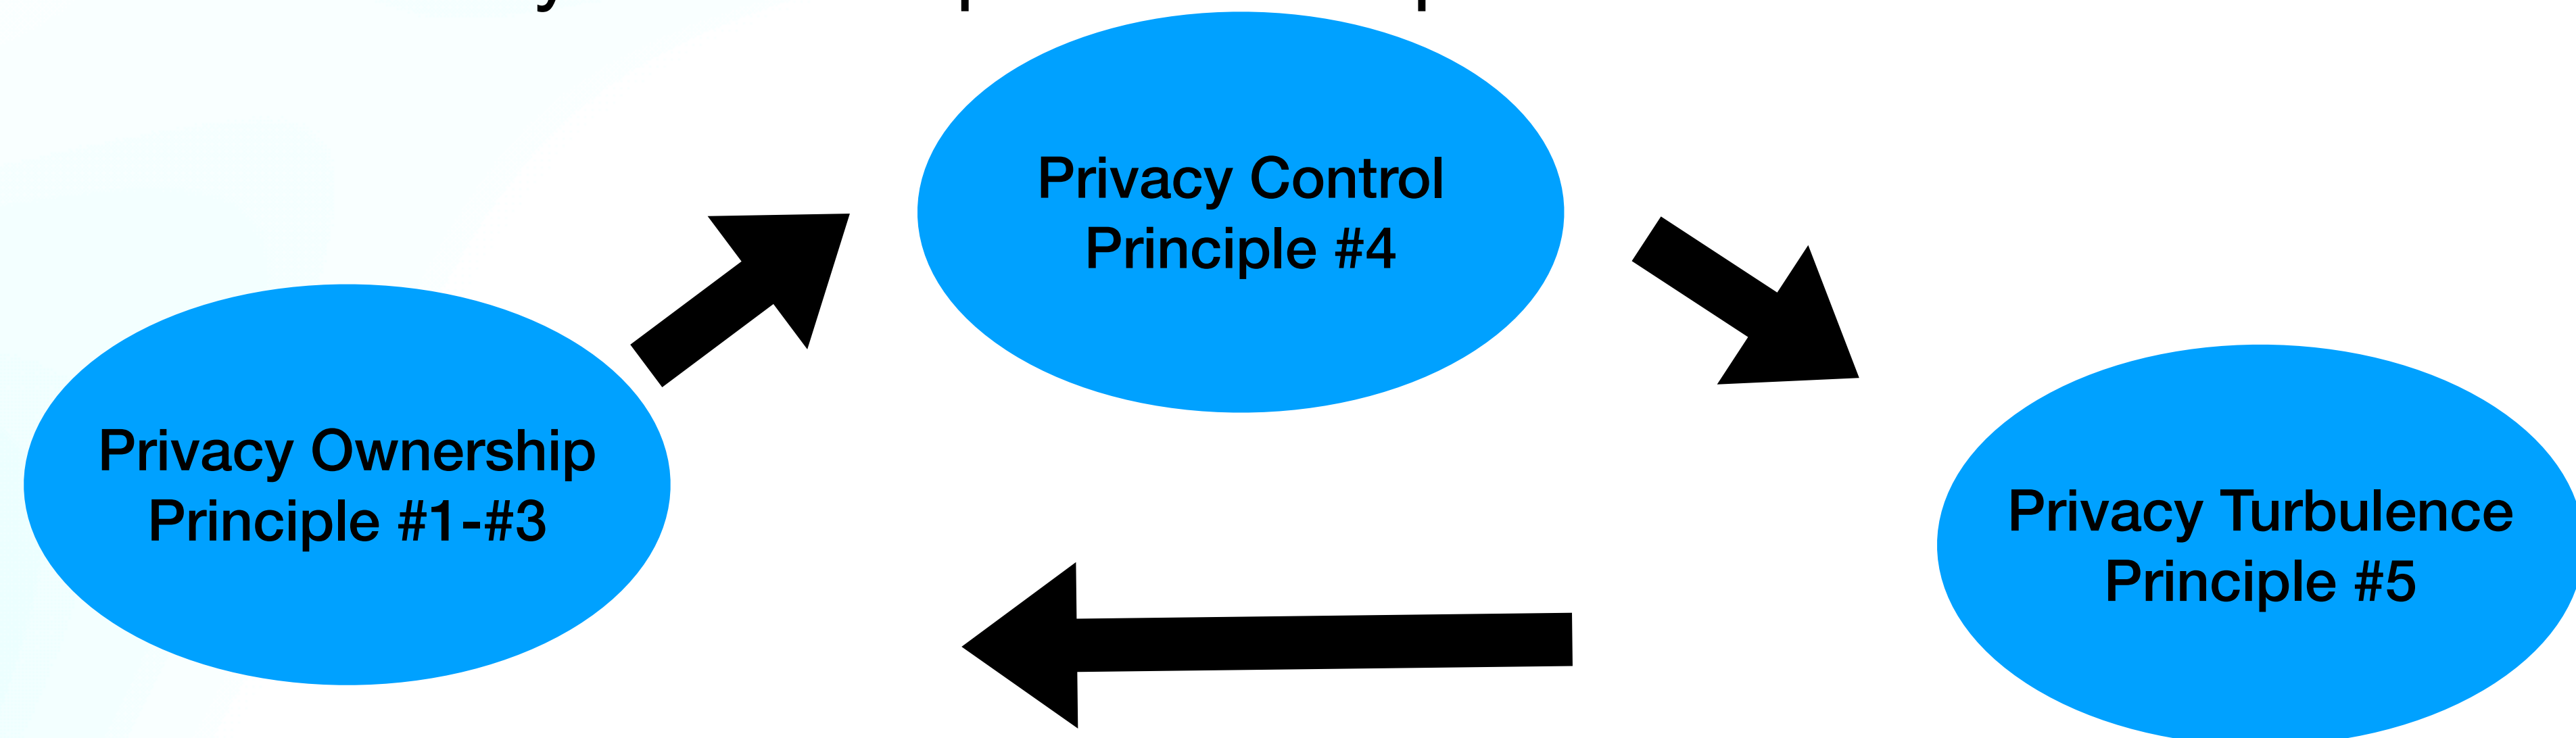 Privacy Control
Principle #4
Privacy Ownership
Principle #1-#3
Privacy Turbulence
Principle #5